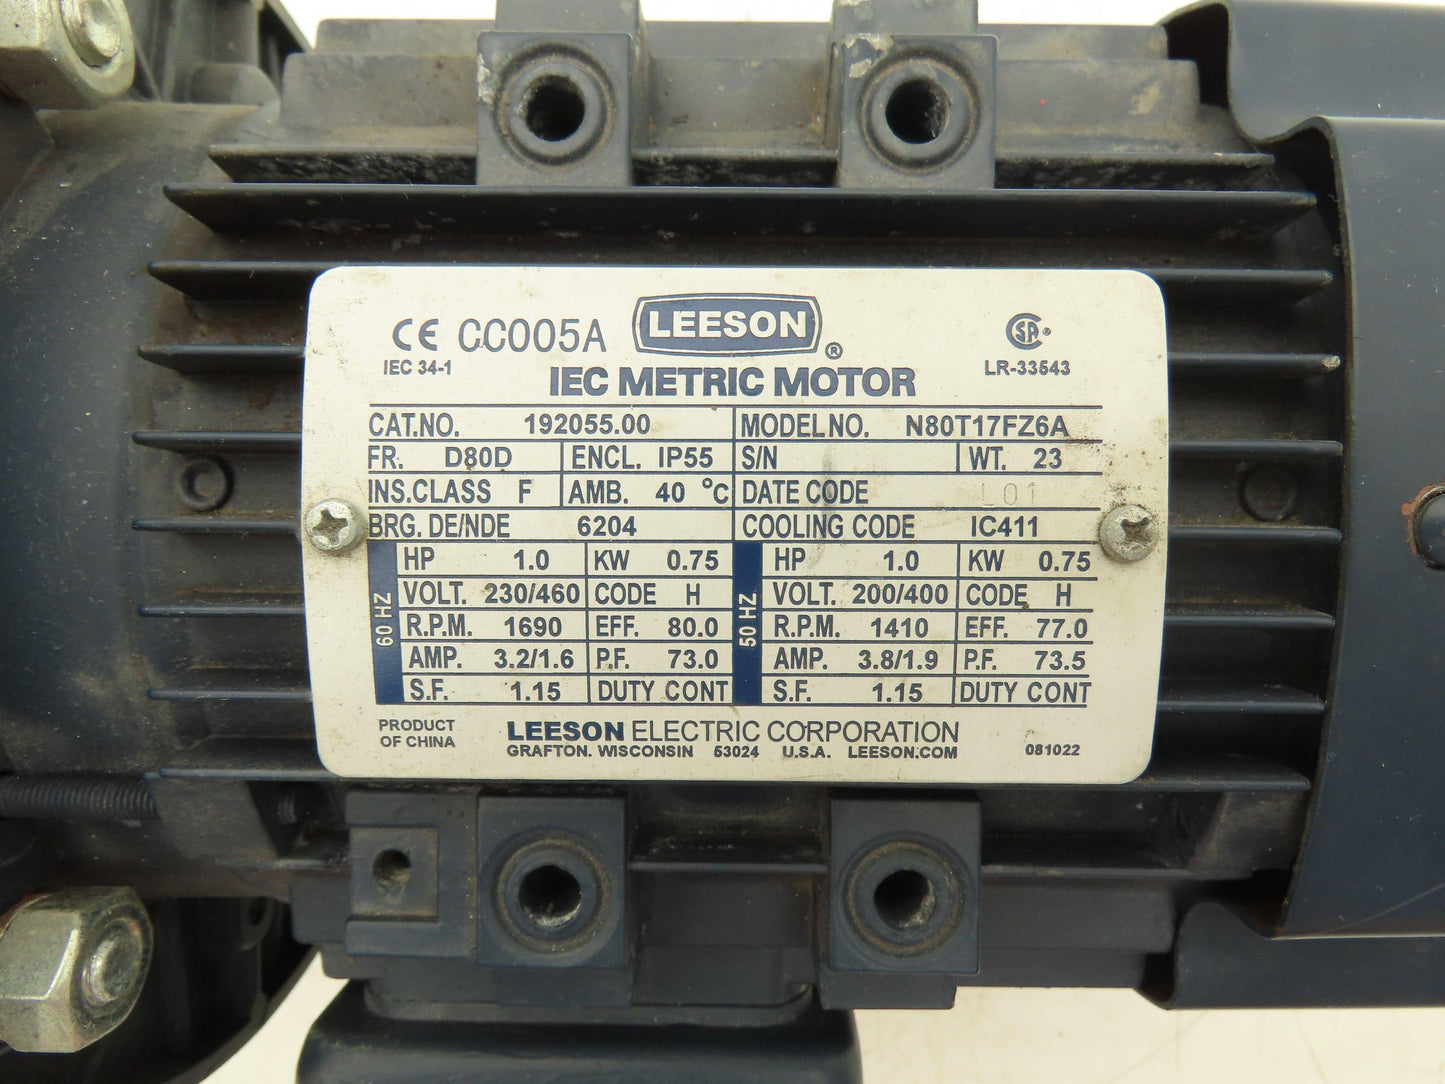 CE CC005A LEESON ® SA ®
IEC 34-1 LR-33543
IEC METRIC MOTOR
CAT.NO. 192055.00 MODEL NO. N80T17FZ6A
FR. D80D ENCL. IP55 S/N WT. 23
INS.CLASS F AMB. 40 °C DATE CODE L01
BRG. DE/NDE 6204 COOLING CODE IC411
60 HZ
HP 1.0 KW 0.75
VOLT. 230/460 CODE H
R.P.M. 1690 EFF. 80.0
AMP. 3.2/1.6 P.F. 73.0
S.F. 1.15 DUTY CONT
50 HZ
HP 1.0 KW 0.75
VOLT. 200/400 CODE H
R.P.M. 1410 EFF. 77.0
AMP. 3.8/1.9 P.F. 73.5
S.F. 1.15 DUTY CONT
PRODUCT
OF CHINA
LEESON ELECTRIC CORPORATION
GRAFTON. WISCONSIN 53024 U.S.A. LEESON.COM
081022